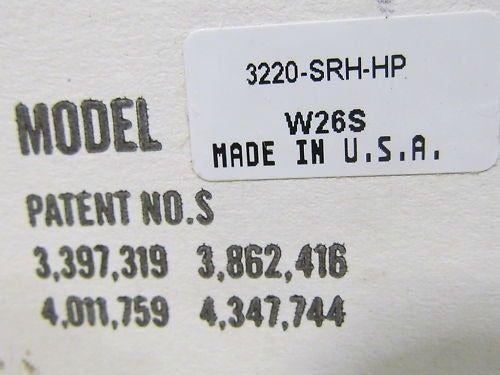 3220-SRH-HP
MODEL W26S
MADE IN U.S.A.
PATENT NO.S
3,397,319 3,862,416
4,011,759 4,347,744